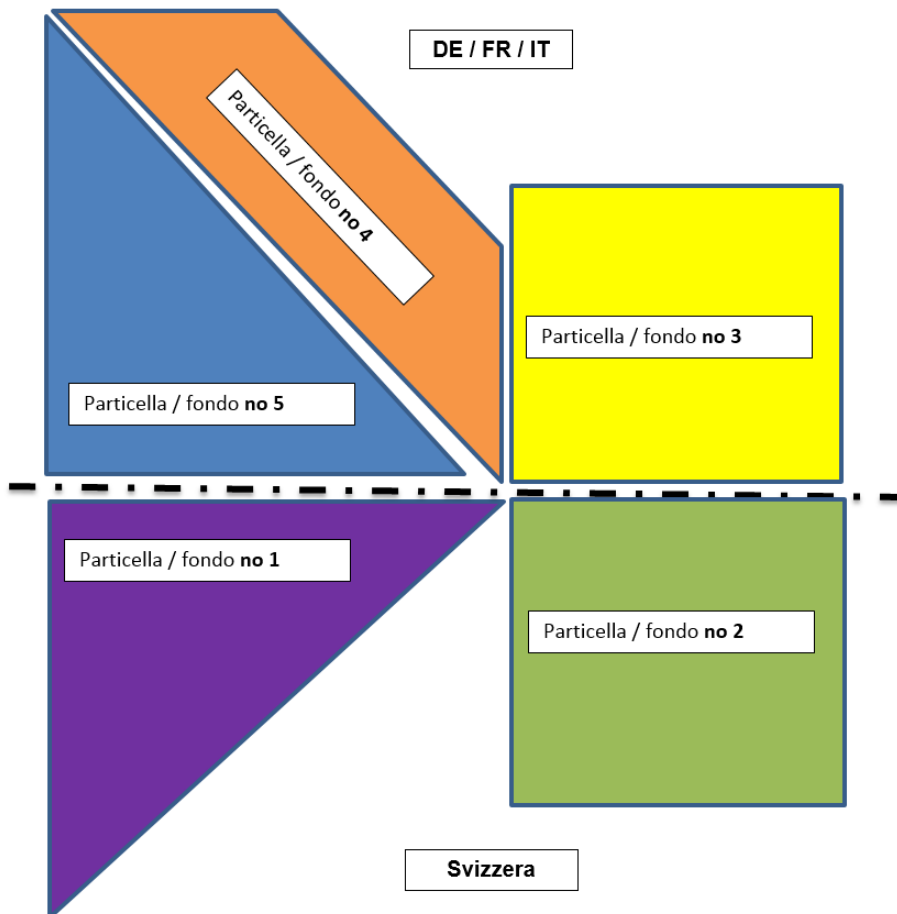 DE / FR / IT
Particella / fondo no 4
Particella / fondo no 3
Particella / fondo no 5
Particella / fondo no 1
Particella / fondo no 2
Svizzera